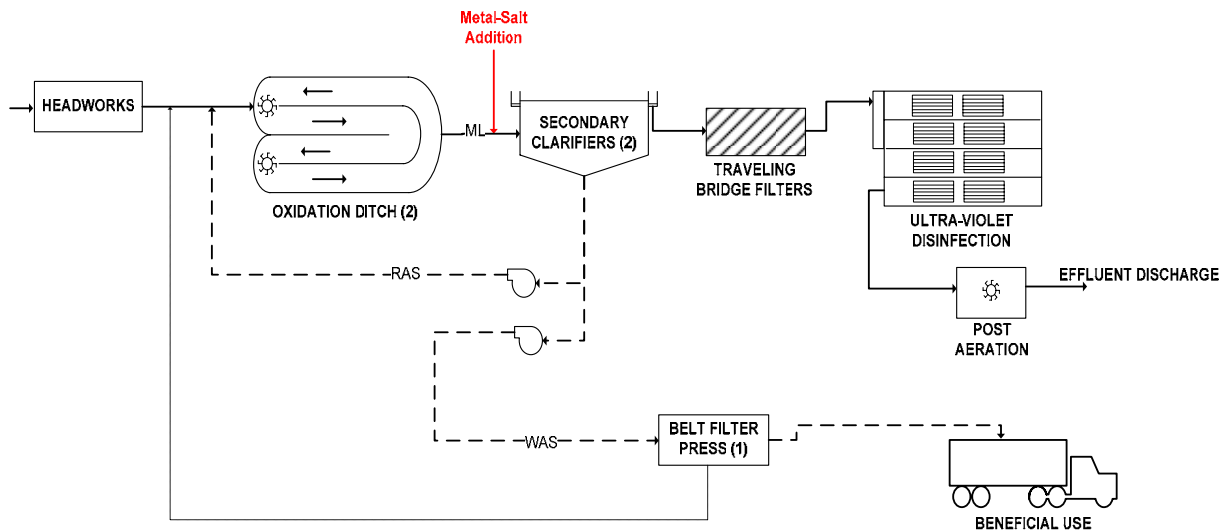 Metal-Salt
Addition
HEADWORKS
ML
SECONDARY
CLARIFIERS (2)
TRAVELING
BRIDGE FILTERS
OXIDATION DITCH (2)
ULTRA-VIOLET
DISINFECTION
RAS
EFFLUENT DISCHARGE
POST
AERATION
WAS
BELT FILTER
PRESS (1)
BENEFICIAL USE